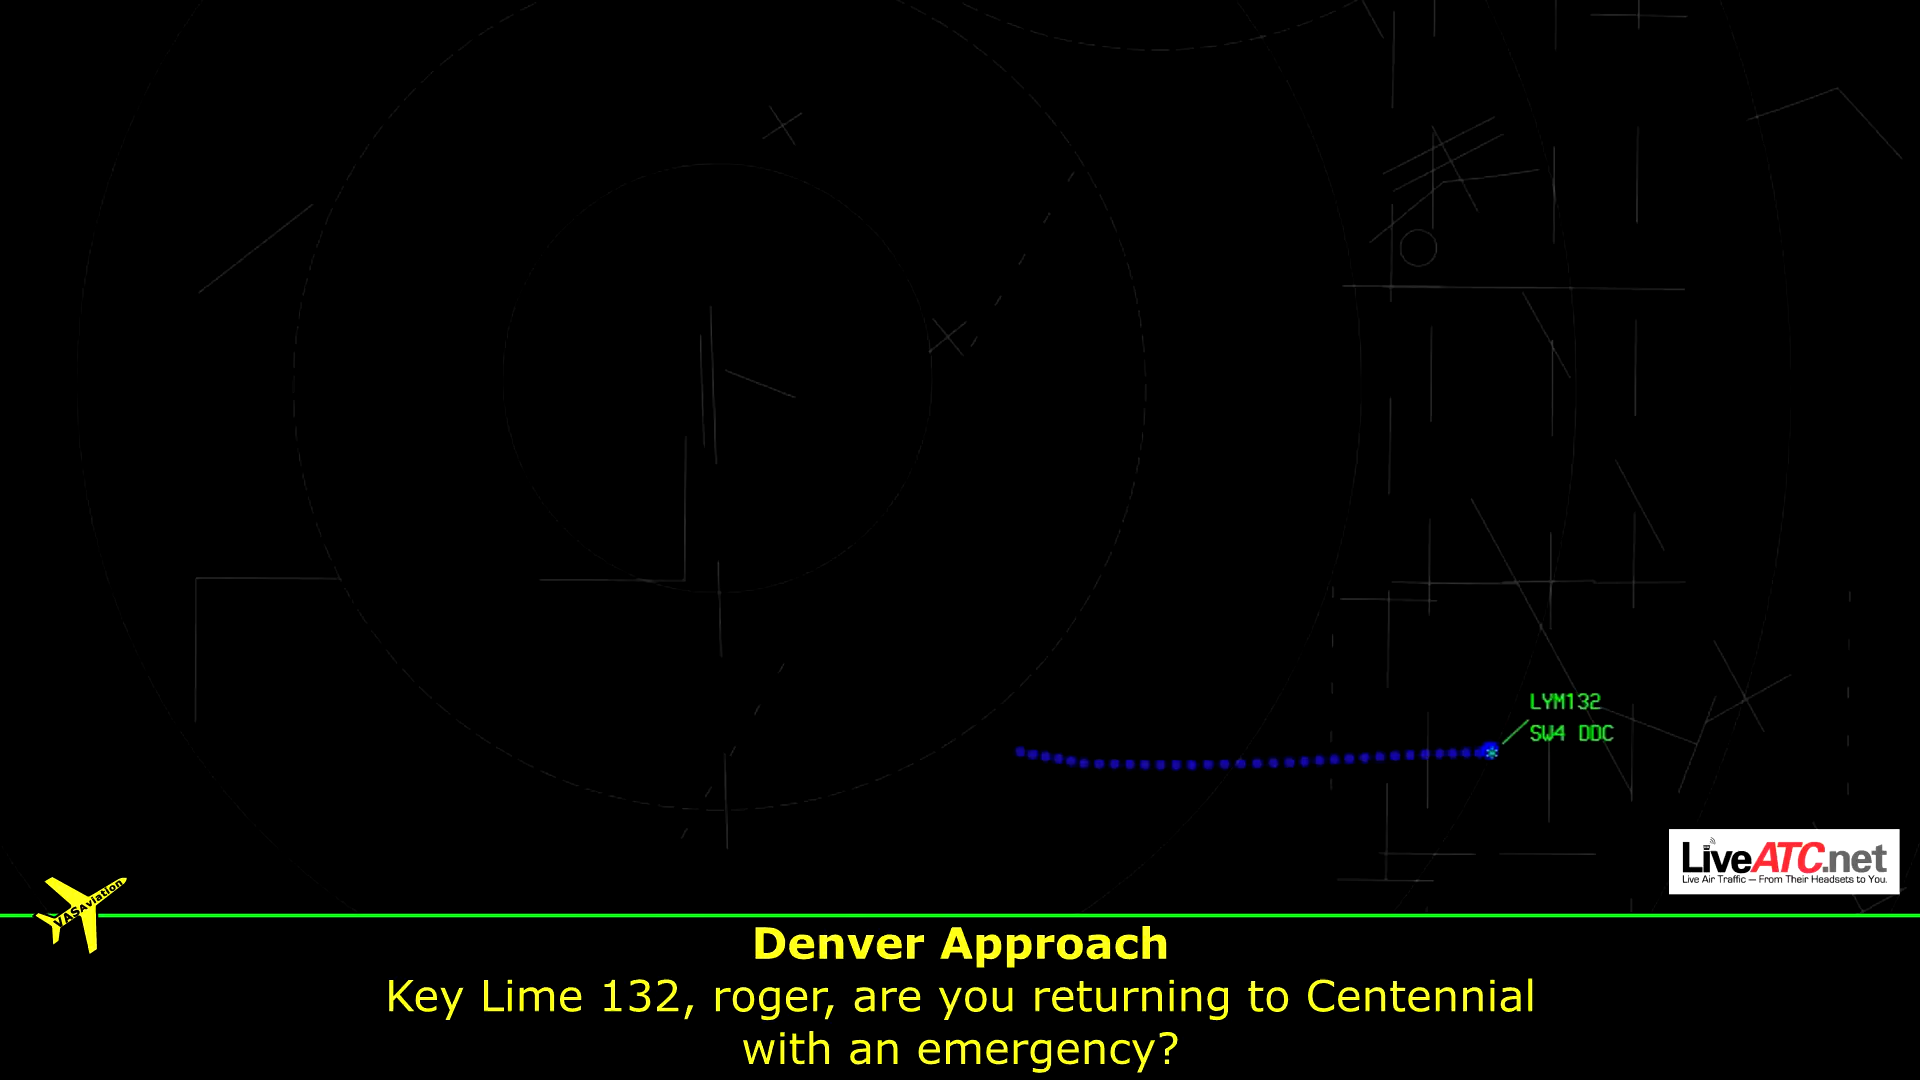 LYM132
SW4 DDC
LiveATC.net
Live Air Traffic — From Their Headsets to You.
VASAviation
Denver Approach
Key Lime 132, roger, are you returning to Centennial
with an emergency?